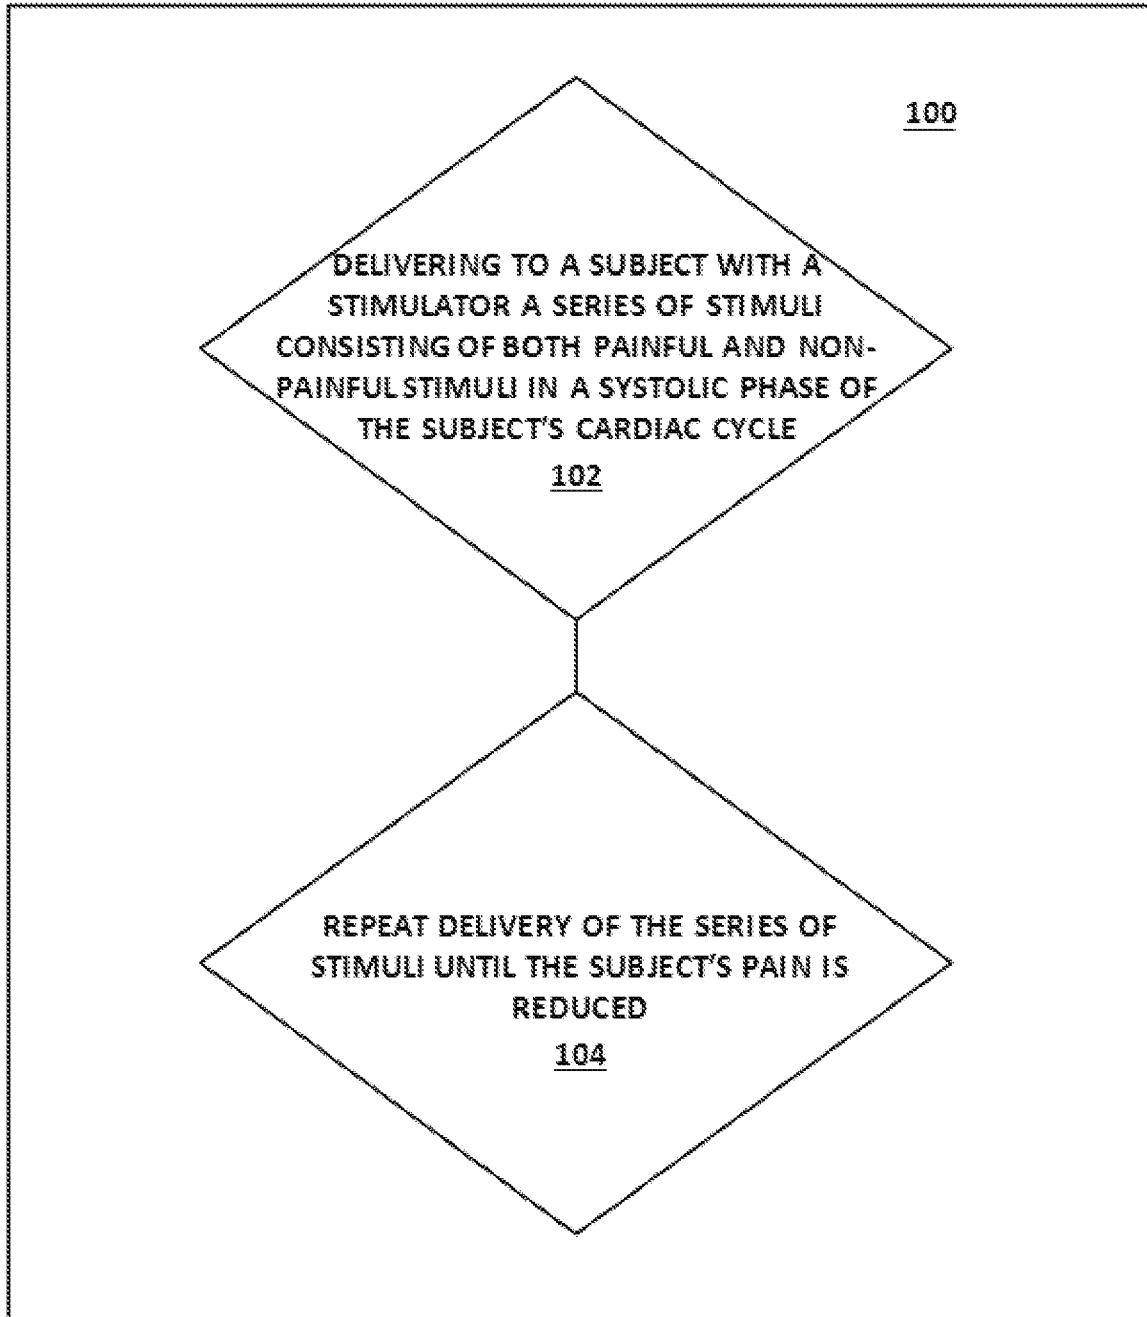 100
DELIVERING TO A SUBJECT WITH A
STIMULATOR A SERIES OF STIMULI
CONSISTING OF BOTH PAINFUL AND NON-
PAINFUL STIMULI IN A SYSTOLIC PHASE OF
THE SUBJECT'S CARDIAC CYCLE
102
REPEAT DELIVERY OF THE SERIES OF
STIMULI UNTIL THE SUBJECT'S PAIN IS
REDUCED
104